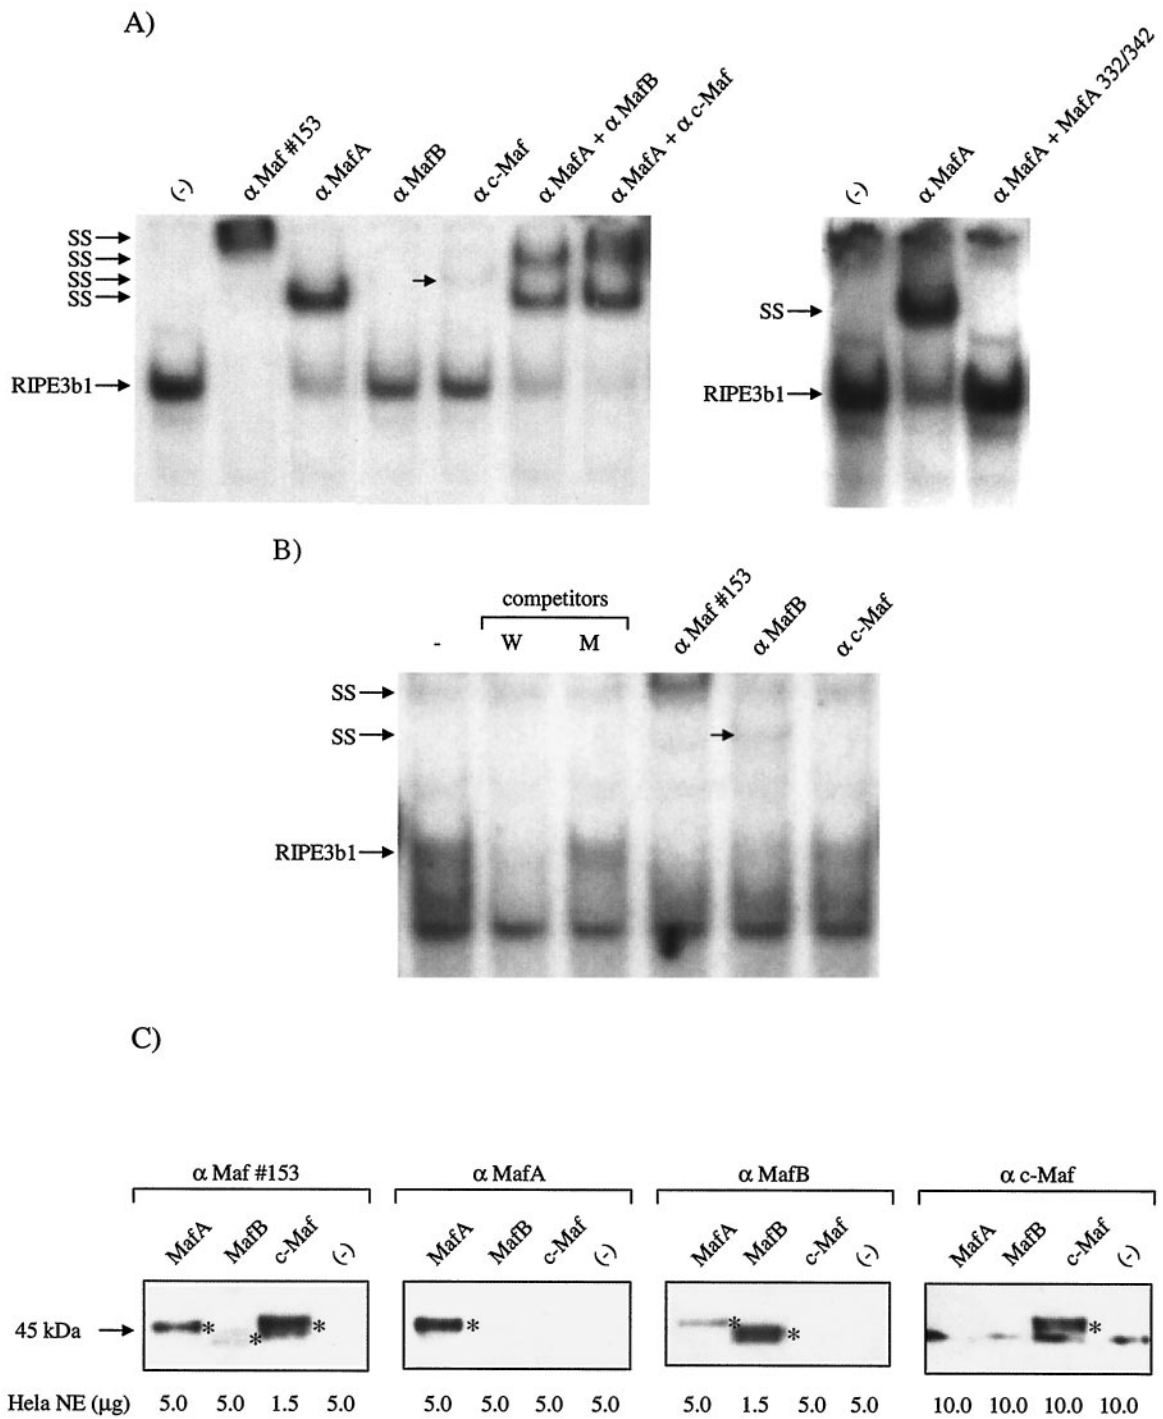 A)
(-)
α Maf #153
α MafA
α MafB
α c-Maf
α MafA + α MafB
α MafA + α c-Maf
SS
SS
SS
SS
RIPE3b1
(-)
α MafA
α MafA + MafA 332/342
SS
RIPE3b1
B)
competitors
- W M
α Maf #153
α MafB
α c-Maf
SS
SS
RIPE3b1
C)
α Maf #153 α MafA α MafB α c-Maf
MafA MafB c-Maf (-) MafA MafB c-Maf (-) MafA MafB c-Maf (-) MafA MafB c-Maf (-)
45 kDa * * * * * * *
Hela NE (μg) 5.0 5.0 1.5 5.0 5.0 5.0 5.0 5.0 5.0 1.5 5.0 5.0 10.0 10.0 10.0 10.0